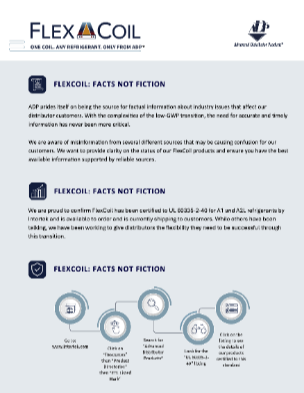 FLEX COIL
ONE COIL. ANY REFRIGERANT. ONLY FROM ADP™
ADP
Advanced Distributor Products®
FLEXCOIL: FACTS NOT FICTION
ADP prides itself on being the source for factual information about industry issues that affect our
distributor customers. With the complexities of the low-GWP transition, the need for accurate and timely
information has never been more critical.
We are aware of misinformation from several different sources that may be causing confusion for our
customers. We want to provide clarity on the status of our FlexCoil products and ensure you have the best
available information supported by reliable sources.
FLEXCOIL: FACTS NOT FICTION
We are proud to confirm FlexCoil has been certified to UL 60335-2-40 for A1 and A2L refrigerants by
Intertek and is available to order and is currently shipping to customers. While others have been
talking, we have been working to give distributors the flexibility they need to be successful through
this transition.
FLEXCOIL: FACTS NOT FICTION
Go to
www.intertek.com
Click on
"Resources"
then "Product
Directories"
then "ETL Listed
Mark"
Search for
"Advanced
Distributor
Products"
Look for the
"UL 60335-2-
40" listing
Click on the
listing to see
the details of
our products
certified to this
standard